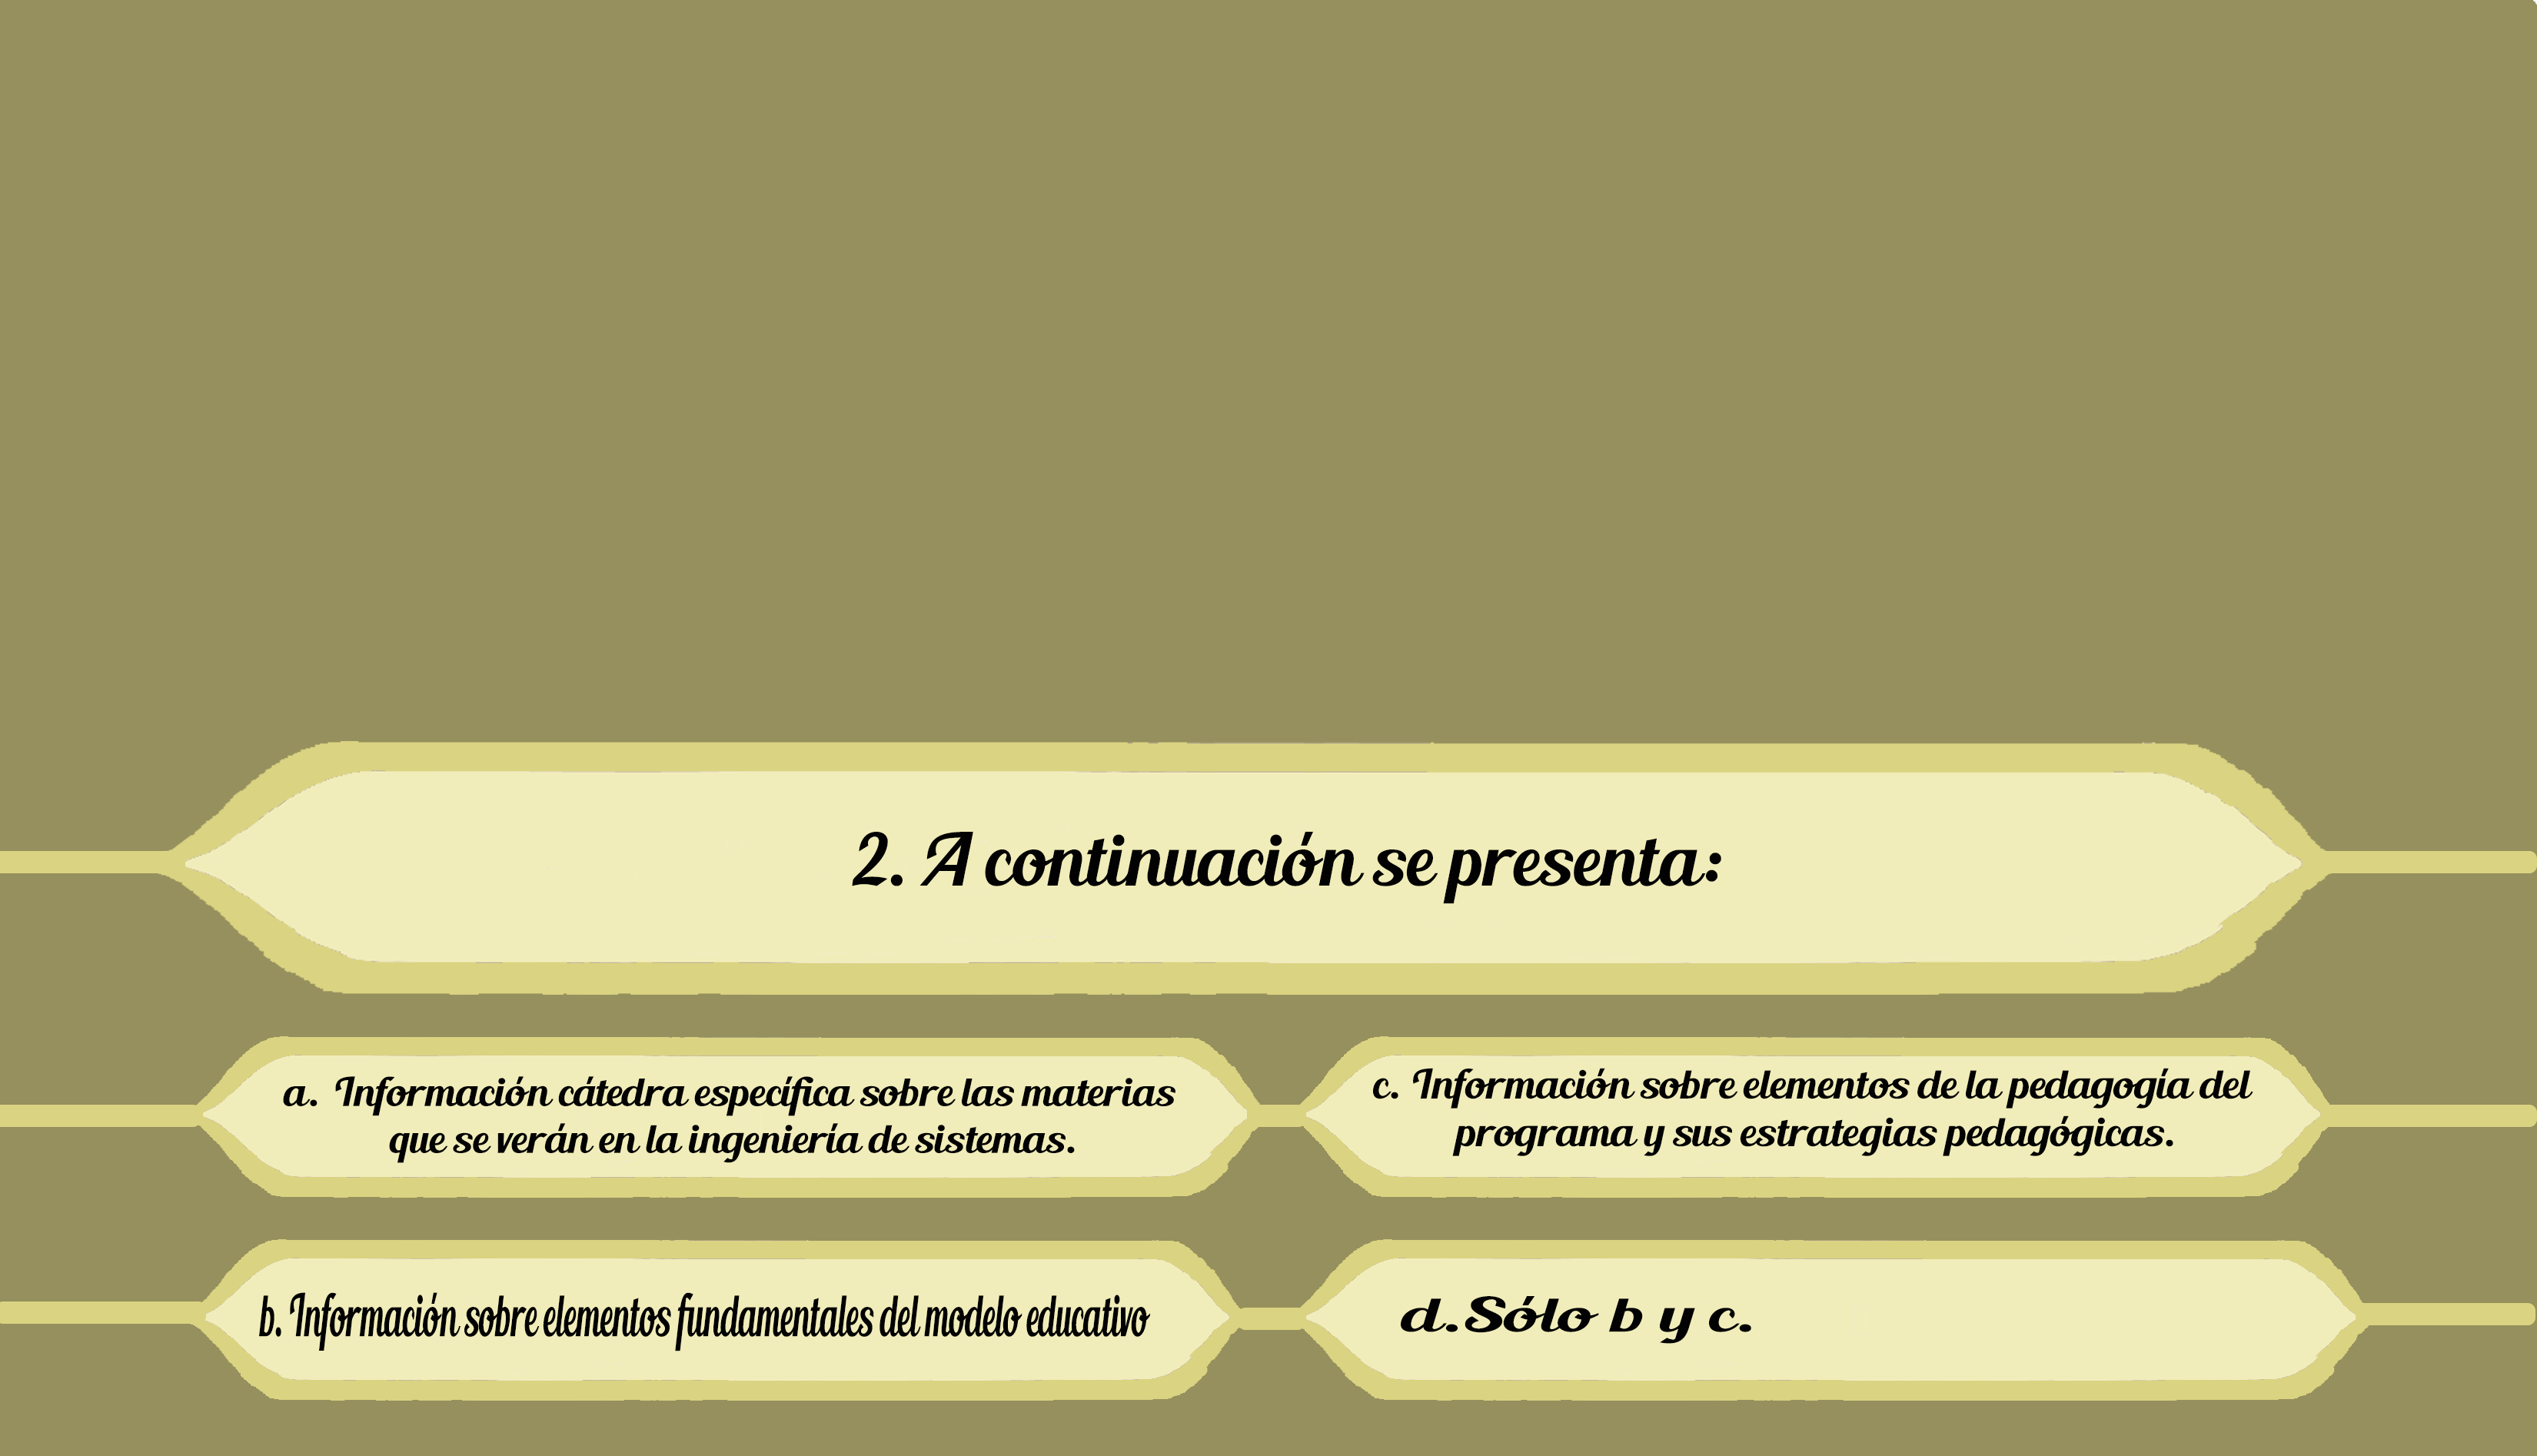 2. A continuación se presenta:
a. Información cátedra específica sobre las materias
que se verán en la ingeniería de sistemas.
c. Información sobre elementos de la pedagogía del
programa y sus estrategias pedagógicas.
b. Información sobre elementos fundamentales del modelo educativo
d.Sólo b y c.